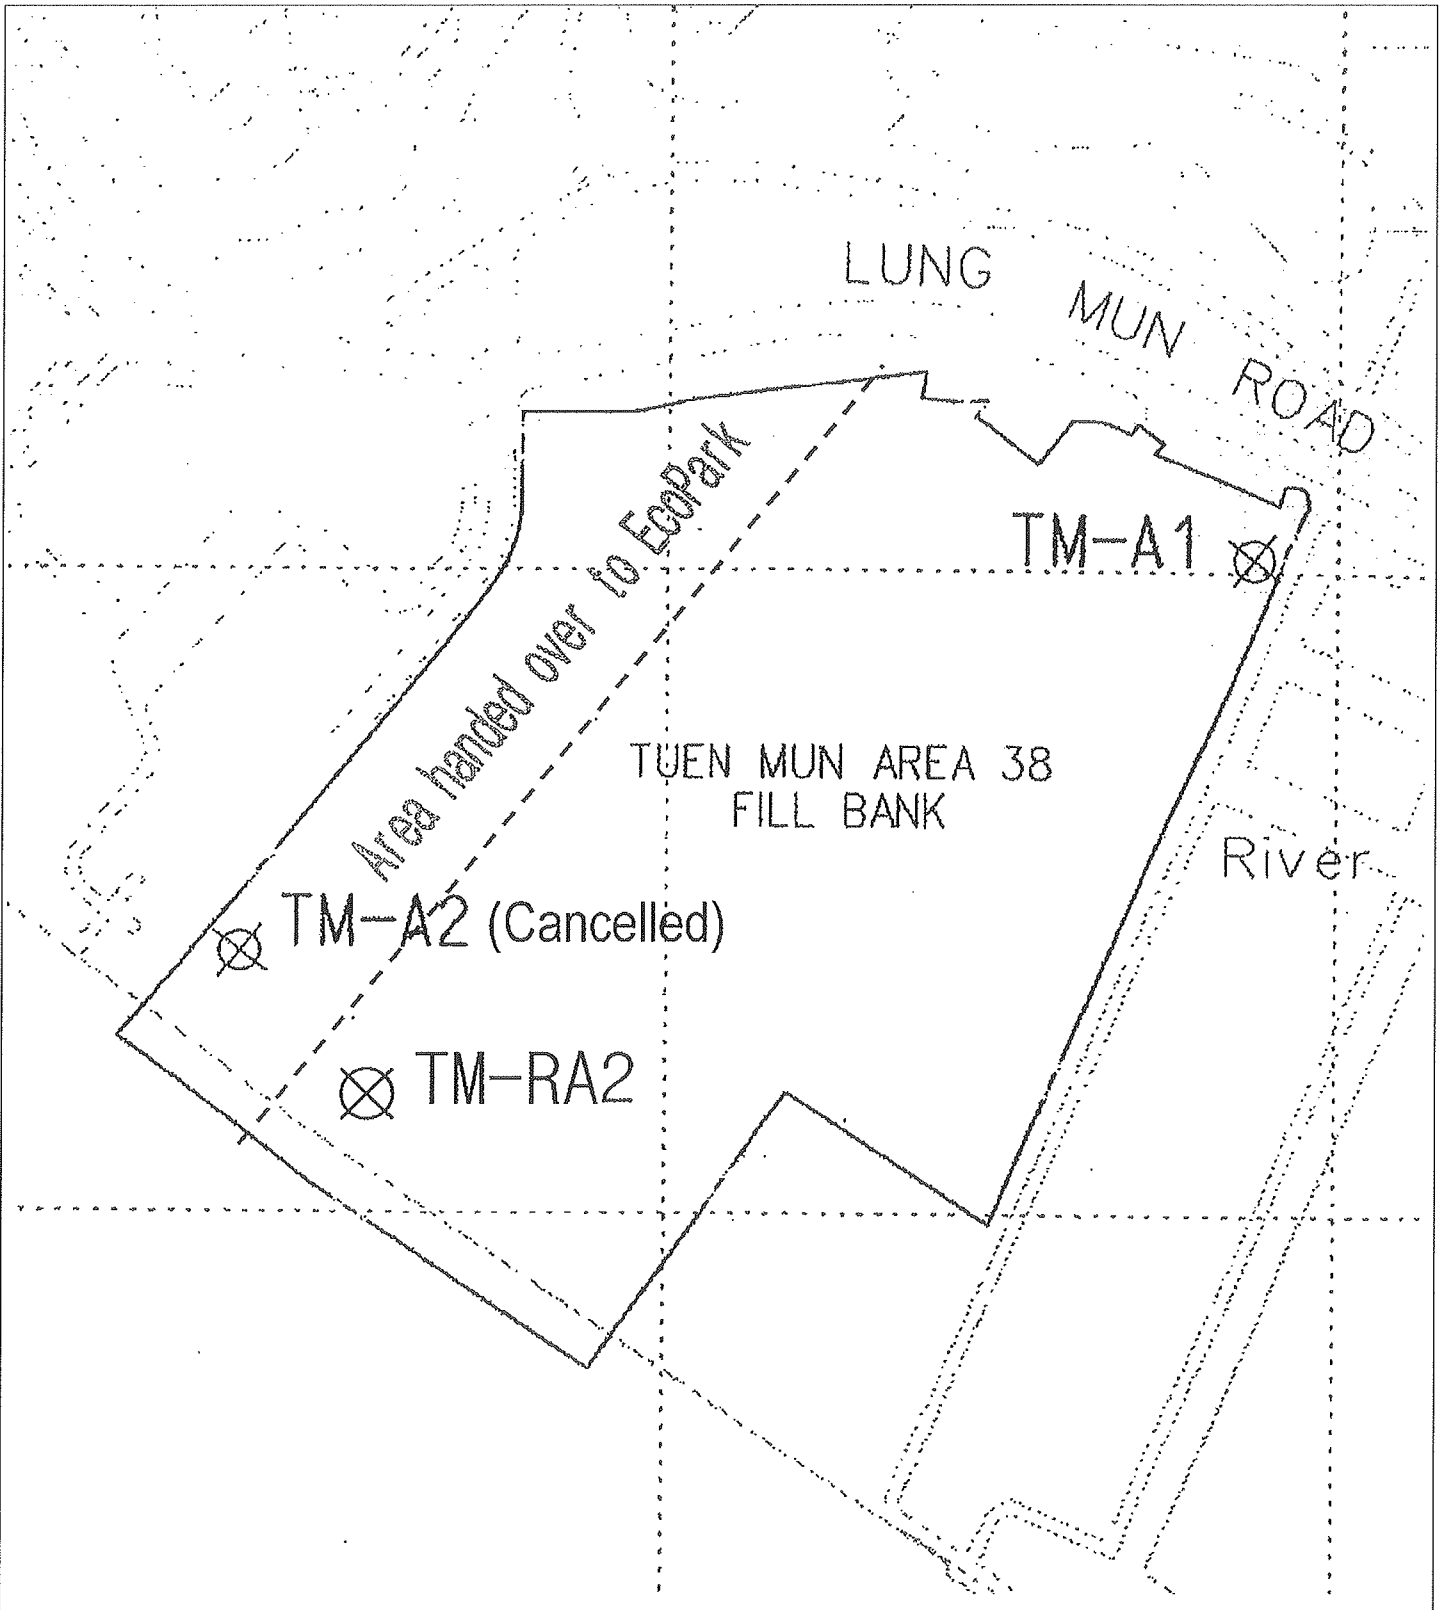 LUNG MUN ROAD
Area handed over to EcoPark
TM-A1
TUEN MUN AREA 38
FILL BANK
River
TM-A2 (Cancelled)
TM-RA2